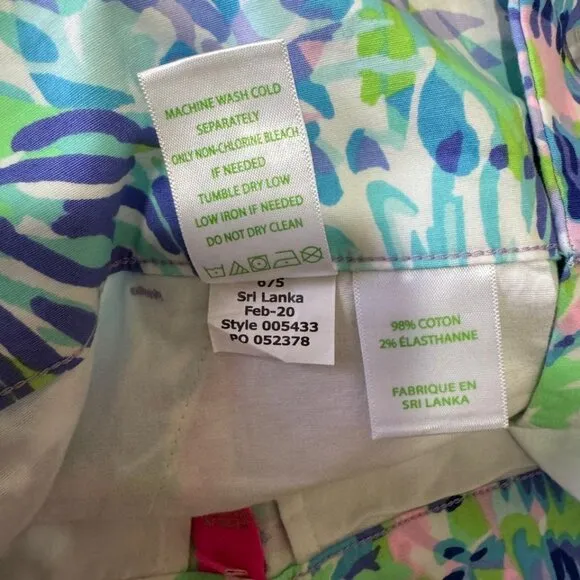 MACHINE WASH COLD
SEPARATELY
ONLY NON-CHLORINE BLEACH
IF NEEDED
TUMBLE DRY LOW
LOW IRON IF NEEDED
DO NOT DRY CLEAN
675
Sri Lanka
Feb-20
Style 005433
PO 052378
98% COTON
2% ÉLASTHANNE
FABRIQUE EN
SRI LANKA